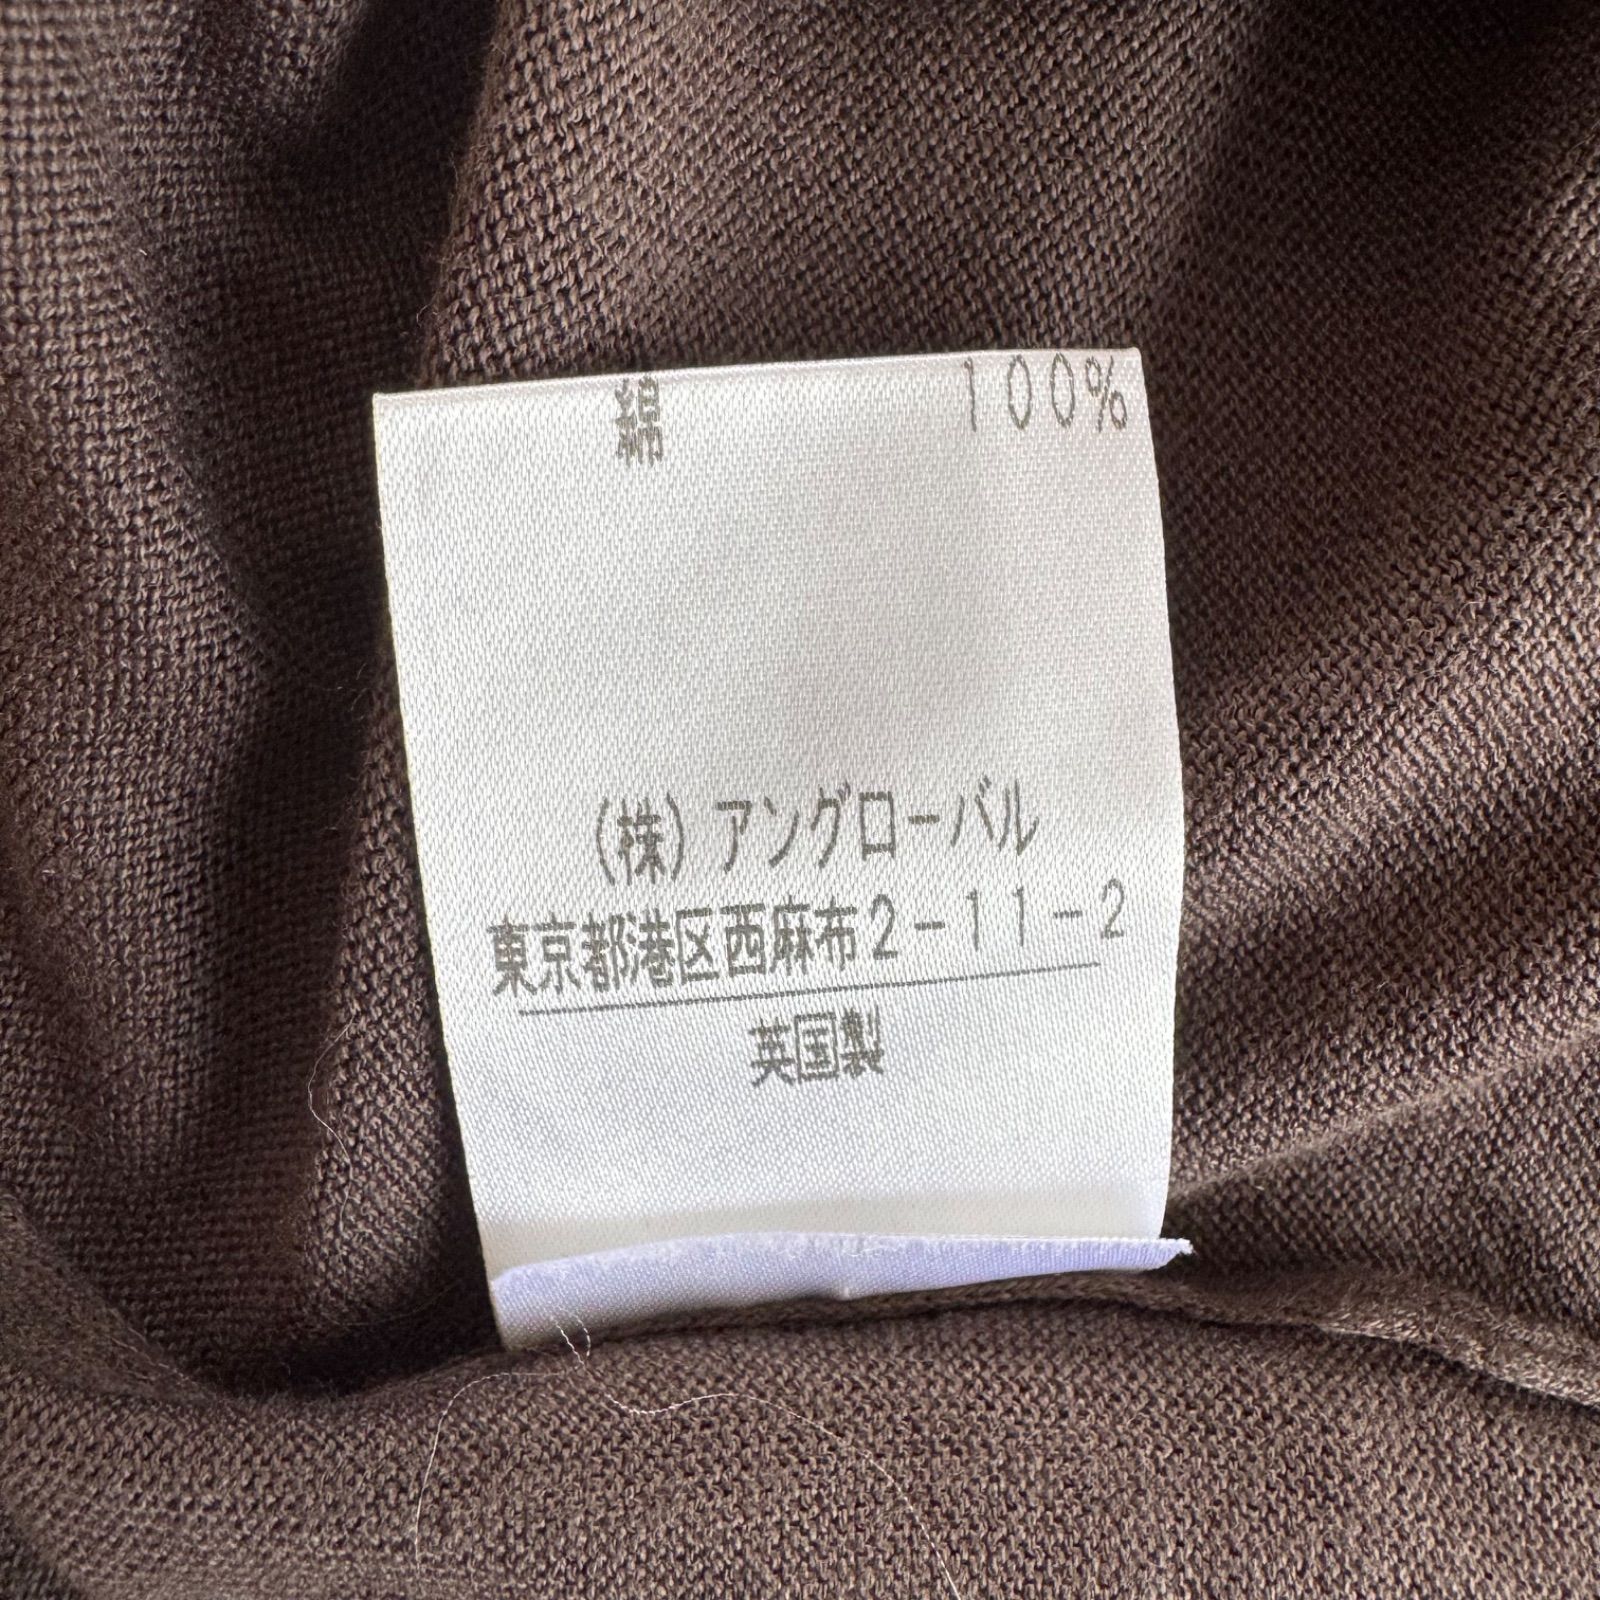 綿 100%
(株)アングローバル
東京都港区西麻布2-11-2
英国製